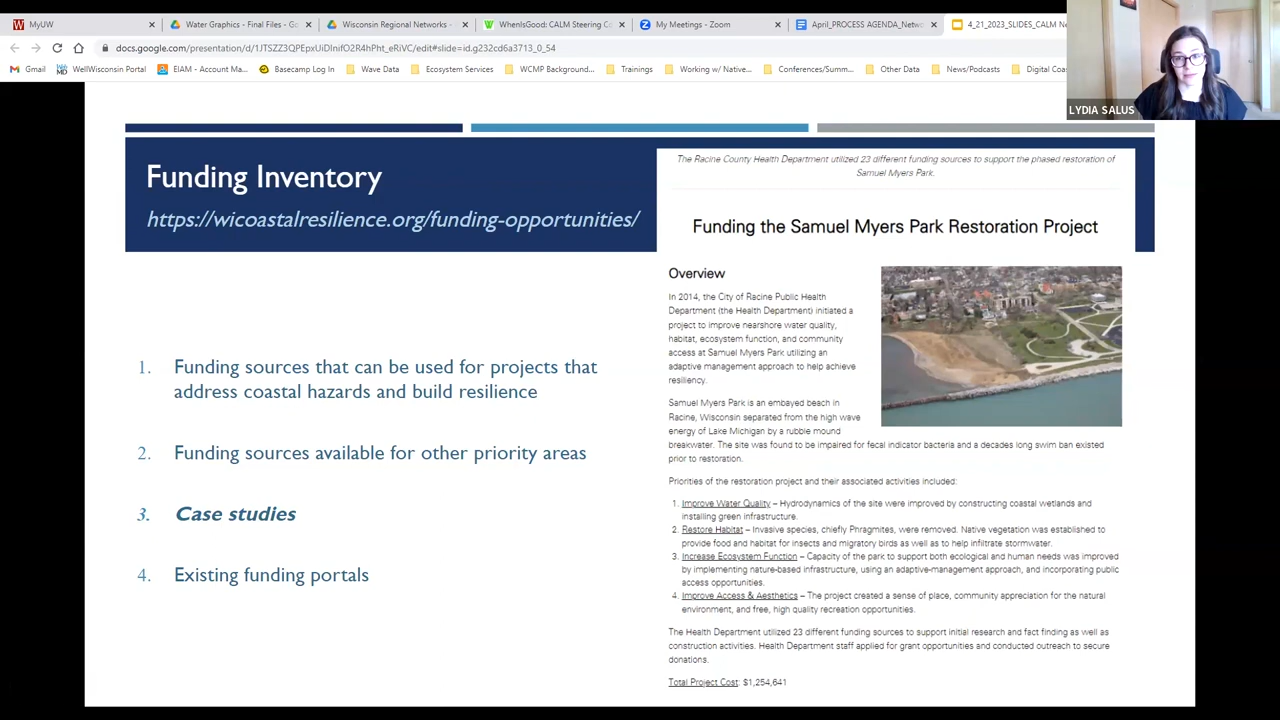 MyUW
Water Graphics - Final Files - Go
Wisconsin Regional Networks -
WhenIsGood: CALM Steering C
My Meetings - Zoom
April_PROCESS AGENDA_Netw
4_21_2023_SLIDES_CALM Ne
docs.google.com/presentation/d/1JTSZZ3QPEpxUiDlnifO2R4hPht_eRiVC/edit#slide=id.g232cd6a3713_0_54
Gmail
WellWisconsin Portal
EIAM - Account Ma...
Basecamp Log In
Wave Data
Ecosystem Services
WCMP Background...
Trainings
Working w/ Native...
Conferences/Summ...
Other Data
News/Podcasts
Digital Coa
LYDIA SALUS
Funding Inventory
https://wicoastalresilience.org/funding-opportunities/
1. Funding sources that can be used for projects that
address coastal hazards and build resilience
2. Funding sources available for other priority areas
3. Case studies
4. Existing funding portals
The Racine County Health Department utilized 23 different funding sources to support the phased restoration of
Samuel Myers Park.
Funding the Samuel Myers Park Restoration Project
Overview
In 2014, the City of Racine Public Health
Department (the Health Department) initiated a
project to improve nearshore water quality,
habitat, ecosystem function, and community
access at Samuel Myers Park utilizing an
adaptive management approach to help achieve
resiliency.
Samuel Myers Park is an embayed beach in
Racine, Wisconsin separated from the high wave
energy of Lake Michigan by a rubble mound
breakwater. The site was found to be impaired for fecal indicator bacteria and a decades long swim ban existed
prior to restoration.
Priorities of the restoration project and their associated activities included:
1. Improve Water Quality – Hydrodynamics of the site were improved by constructing coastal wetlands and
installing green infrastructure.
2. Restore Habitat – Invasive species, chiefly Phragmites, were removed. Native vegetation was established to
provide food and habitat for insects and migratory birds as well as to help infiltrate stormwater.
3. Increase Ecosystem Function – Capacity of the park to support both ecological and human needs was improved
by implementing nature-based infrastructure, using an adaptive-management approach, and incorporating public
access opportunities.
4. Improve Access & Aesthetics – The project created a sense of place, community appreciation for the natural
environment, and free, high quality recreation opportunities.
The Health Department utilized 23 different funding sources to support initial research and fact finding as well as
construction activities. Health Department staff applied for grant opportunities and conducted outreach to secure
donations.
Total Project Cost: $1,254,641